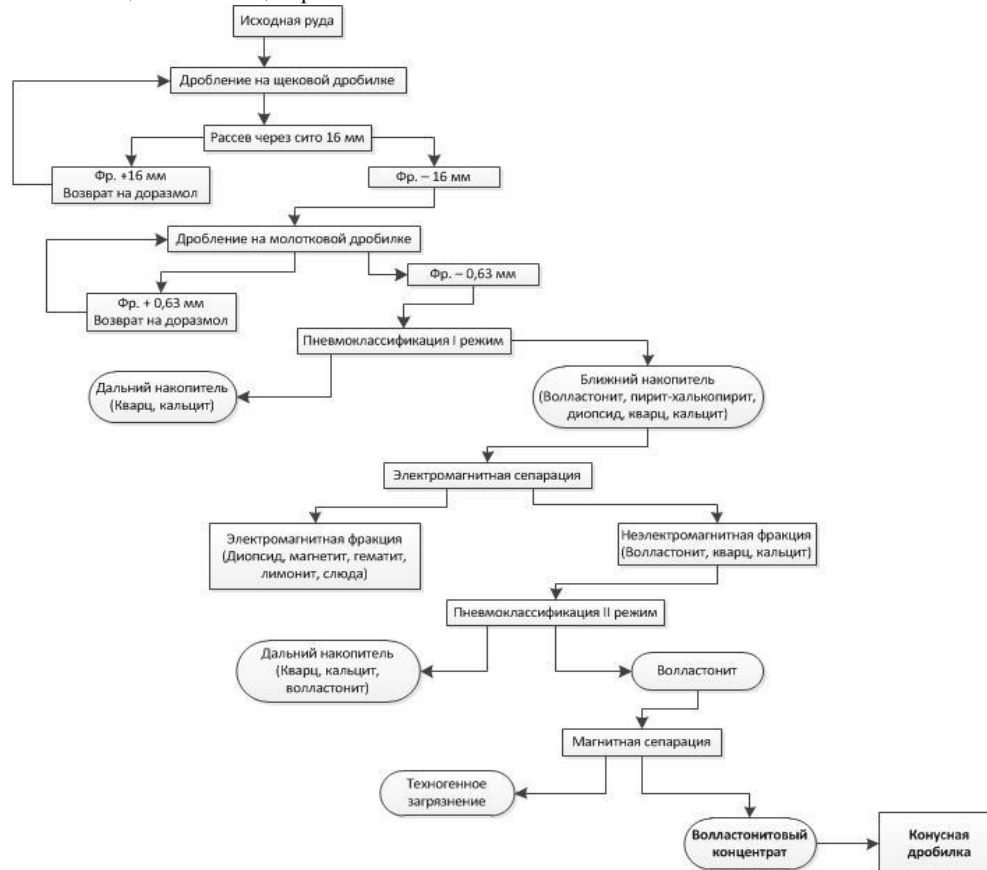 Исходная руда
Дробление на щековой дробилке
Рассев через сито 16 мм
Фр. +16 мм
Возврат на доразмол
Фр. – 16 мм
Дробление на молотковой дробилке
Фр. – 0,63 мм
Фр. + 0,63 мм
Возврат на доразмол
Пневмоклассификация I режим
Дальний накопитель
(Кварц, кальцит)
Ближний накопитель
(Волластонит, пирит-халькопирит,
диопсид, кварц, кальцит)
Электромагнитная сепарация
Электромагнитная фракция
(Диопсид, магнетит, гематит,
лимонит, слюда)
Неэлектромагнитная фракция
(Волластонит, кварц, кальцит)
Пневмоклассификация II режим
Дальний накопитель
(Кварц, кальцит,
волластонит)
Волластонит
Магнитная сепарация
Техногенное
загрязнение
Волластонитовый
концентрат
Конусная
дробилка